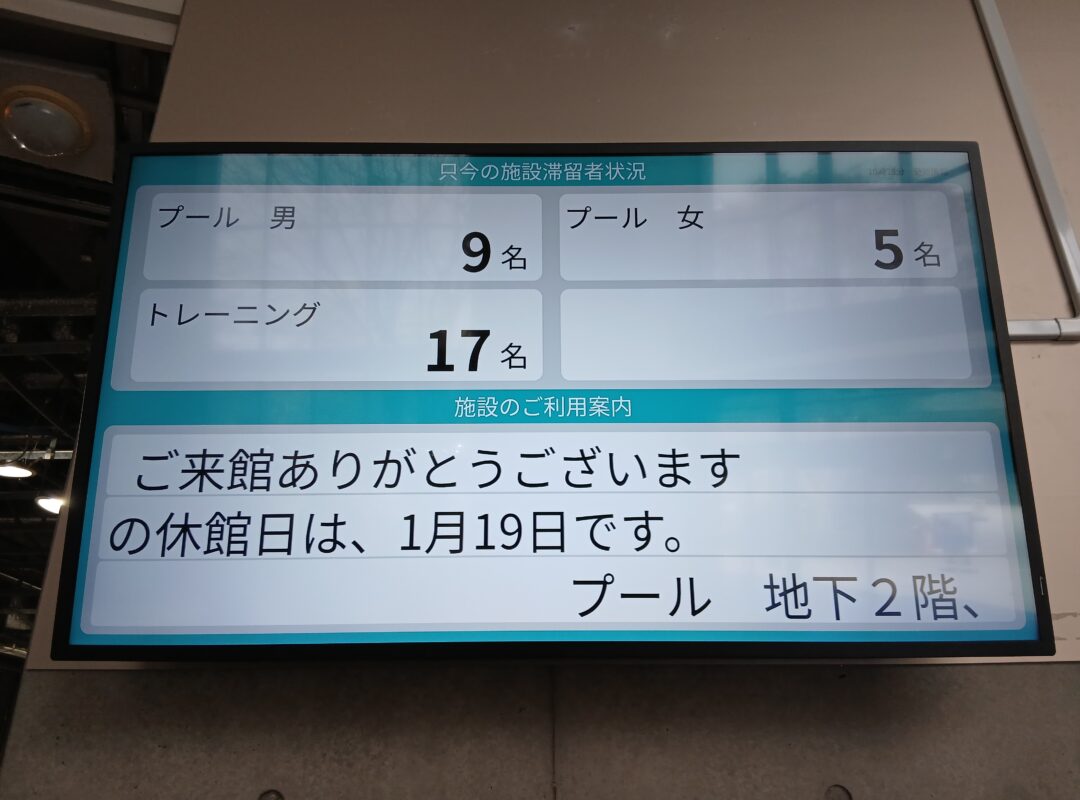 只今の施設滞留者状況
プール 男
9名
プール 女
5名
トレーニング
17名
施設のご利用案内
ご来館ありがとうございます
の休館日は、1月19日です。
プール 地下２階、